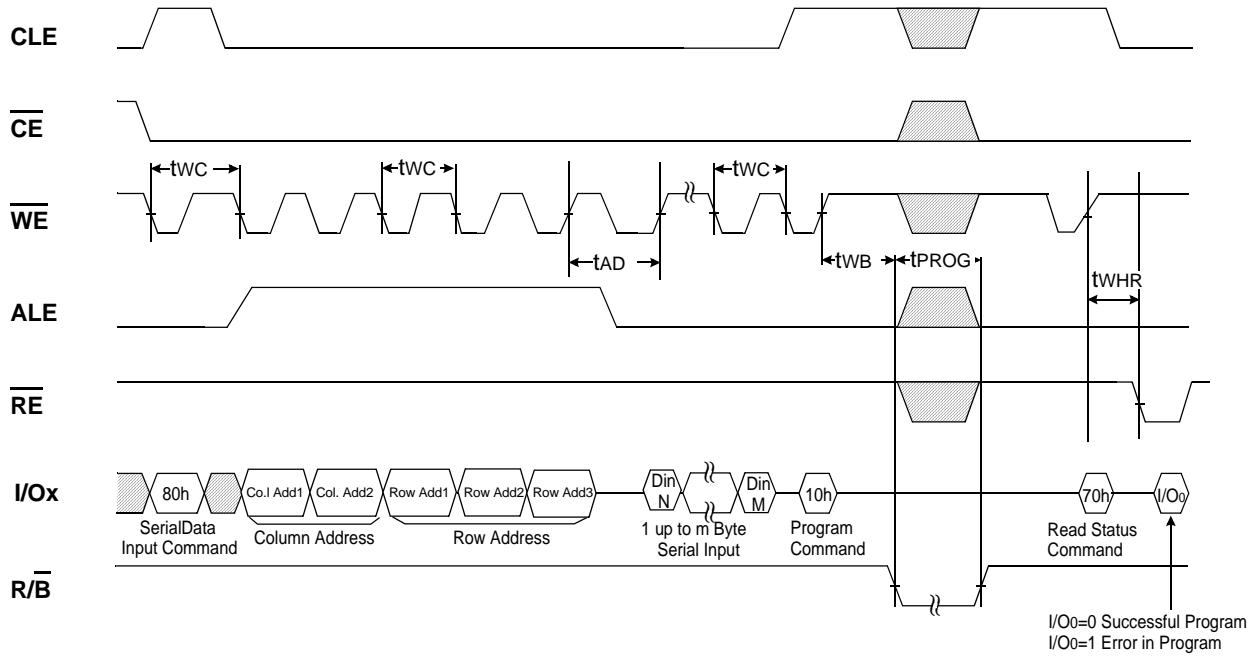 CLE
CE
tWC
tWC
tWC
WE
tAD
tWB
tPROG
tWHR
ALE
RE
I/Ox
80h
Co.l Add1
Col. Add2
Row Add1
Row Add2
Row Add3
Din
N
Din
M
10h
70h
I/O0
SerialData
Input Command
Column Address
Row Address
1 up to m Byte
Serial Input
Program
Command
Read Status
Command
R/B
I/O0=0 Successful Program
I/O0=1 Error in Program